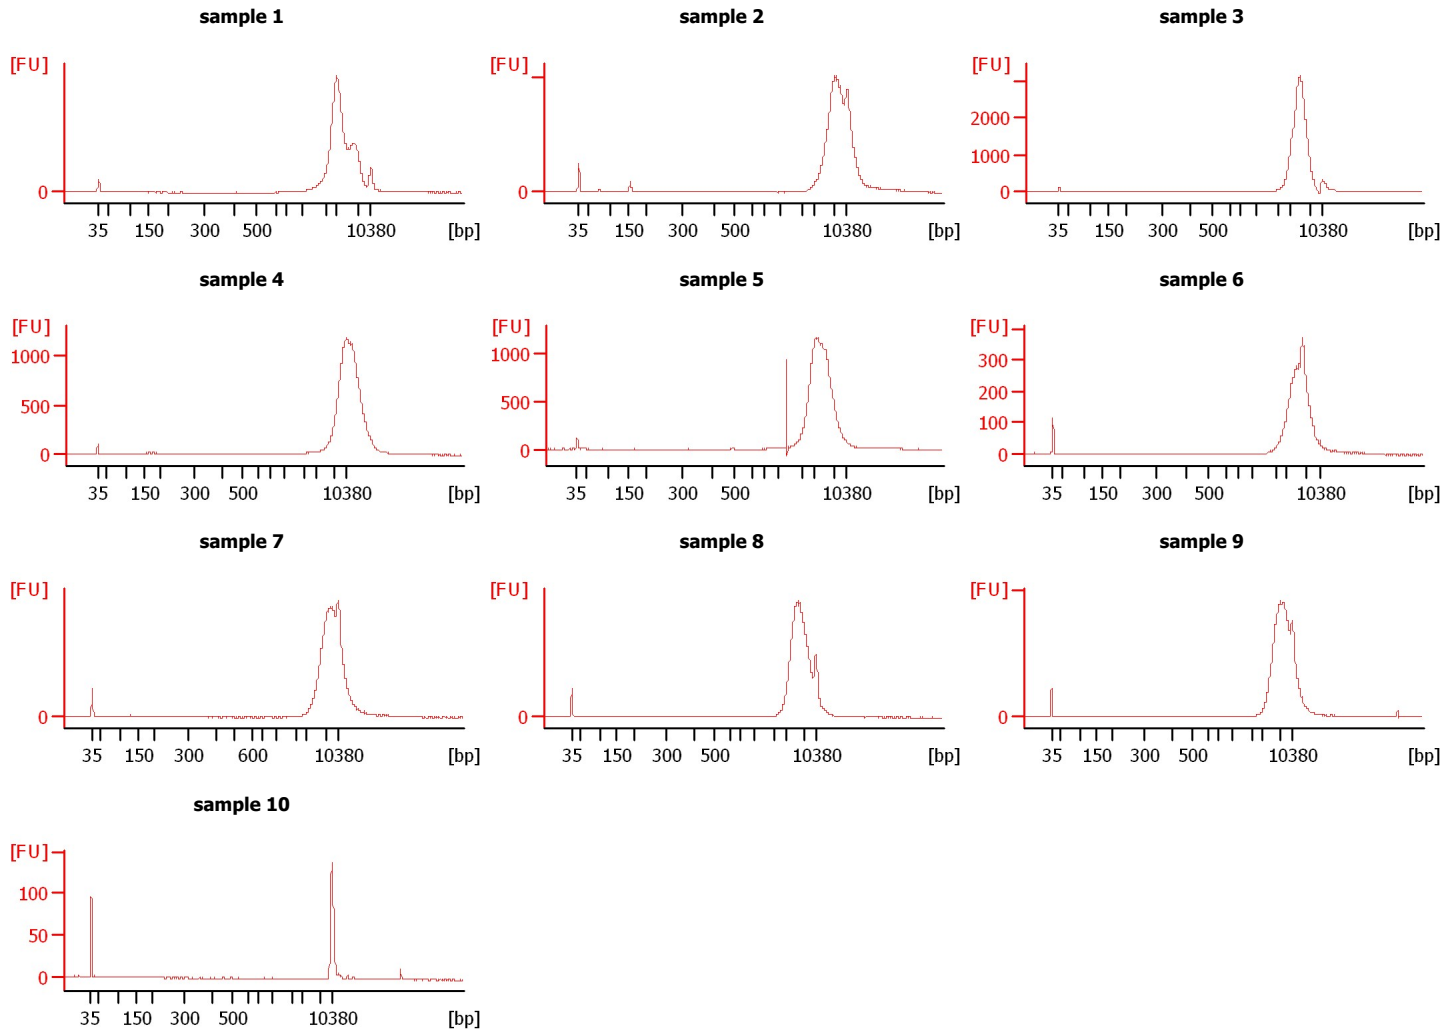 sample 1 sample 2 sample 3
[FU] [FU] [FU]
2000
1000
0 0 0
35 150 300 500 10380 [bp] 35 150 300 500 10380 [bp] 35 150 300 500 10380 [bp]
sample 4 sample 5 sample 6
[FU] [FU] [FU]
1000 1000 300
200
500 500 100
0 0 0
35 150 300 500 10380 [bp] 35 150 300 500 10380 [bp] 35 150 300 500 10380 [bp]
sample 7 sample 8 sample 9
[FU] [FU] [FU]
0 0 0
35 150 300 600 10380 [bp] 35 150 300 500 10380 [bp] 35 150 300 500 10380 [bp]
sample 10
[FU]
100
50
0
35 150 300 500 10380 [bp]